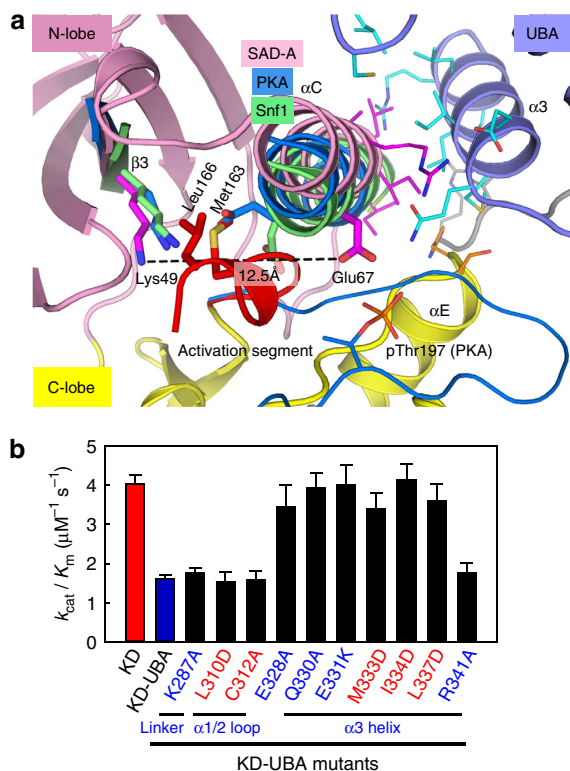 a
N-lobe
SAD-A
PKA
Snf1
αC
UBA
α3
β3
Leu166
Met163
Lys49
12.5Å
Glu67
αE
Activation segment
pThr197 (PKA)
C-lobe
b
kcat / Km (μM−1 s−1)
5
4
3
2
1
0
KD
KD-UBA
K287A
L310D
C312A
E328A
Q330A
E331K
M333D
I334D
L337D
R341A
Linker
α1/2 loop
α3 helix
KD-UBA mutants